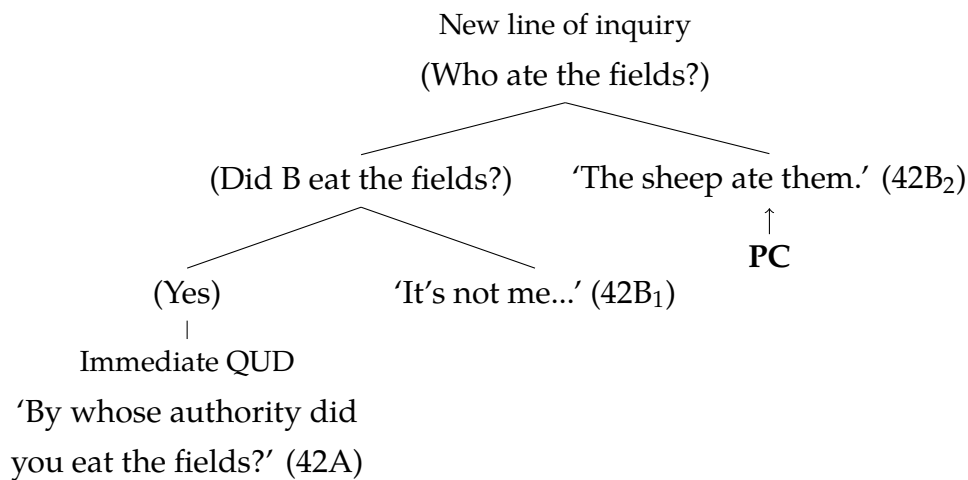 New line of inquiry
(Who ate the fields?)
(Did B eat the fields?)
‘The sheep ate them.’ (42B₂)
↑
PC
(Yes)
‘It's not me...’ (42B₁)
Immediate QUD
‘By whose authority did
you eat the fields?’ (42A)